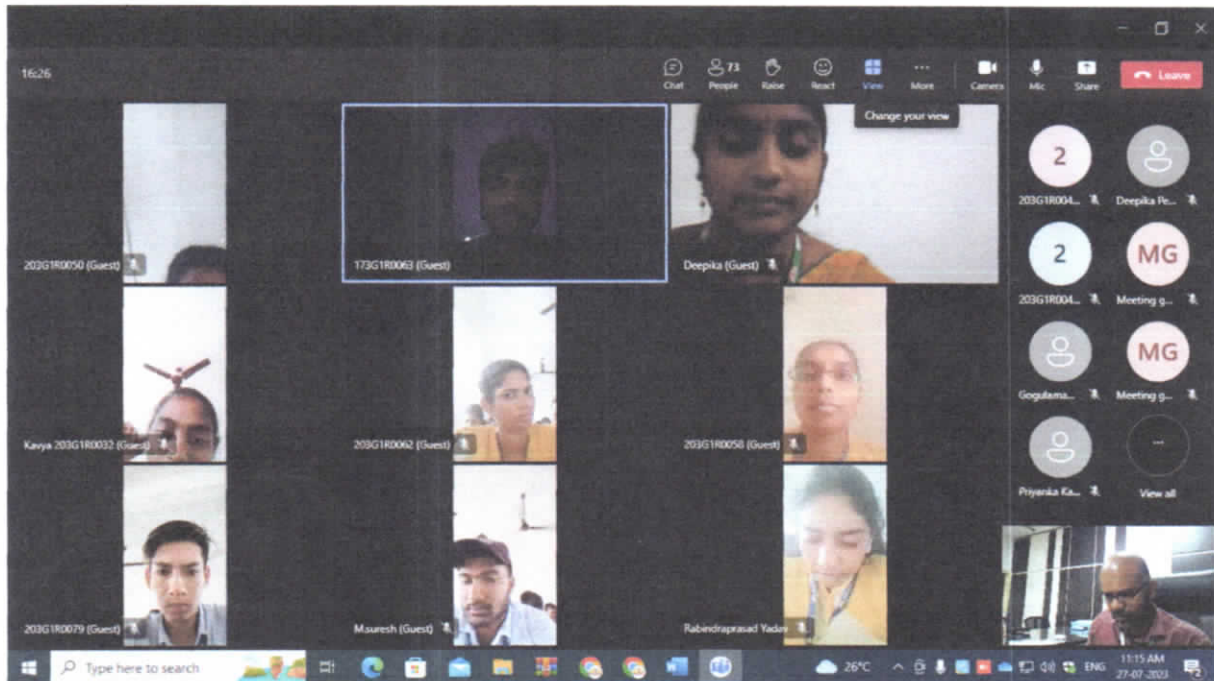 16:26
73
Chat People Raise React View More Camera Mic Share Leave
Change your view
2
203G1R004...
Deepika Pe...
203G1R0050 (Guest)
173G1R0063 (Guest)
Deepika (Guest)
2
MG
203G1R004...
Meeting g...
MG
Kavya 203G1R0032 (Guest)
203G1R0062 (Guest)
203G1R0058 (Guest)
Gogulama...
Meeting g...
...
Priyanka Ka...
View all
203G1R0079 (Guest)
M.suresh (Guest)
Rabindraprasad Yadav
Type here to search
26°C
ENG
11:15 AM
27-07-2023
2